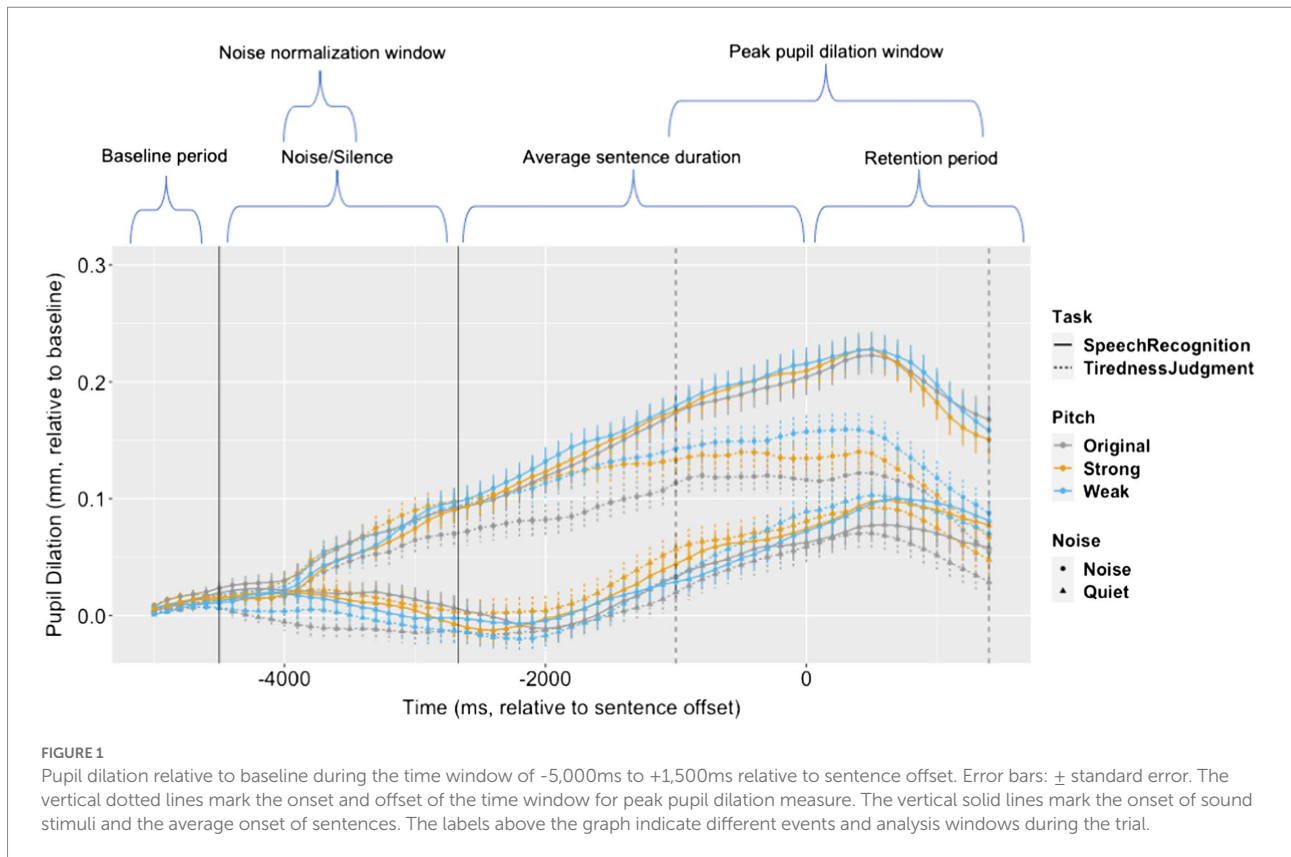 Noise normalization window
Peak pupil dilation window
Baseline period
Noise/Silence
Average sentence duration
Retention period
Pupil Dilation (mm, relative to baseline)
0.3
0.2
0.1
0.0
-4000
-2000
0
Time (ms, relative to sentence offset)
Task
SpeechRecognition
TirednessJudgment
Pitch
Original
Strong
Weak
Noise
Noise
Quiet
FIGURE 1
Pupil dilation relative to baseline during the time window of -5,000ms to +1,500ms relative to sentence offset. Error bars: ± standard error. The
vertical dotted lines mark the onset and offset of the time window for peak pupil dilation measure. The vertical solid lines mark the onset of sound
stimuli and the average onset of sentences. The labels above the graph indicate different events and analysis windows during the trial.